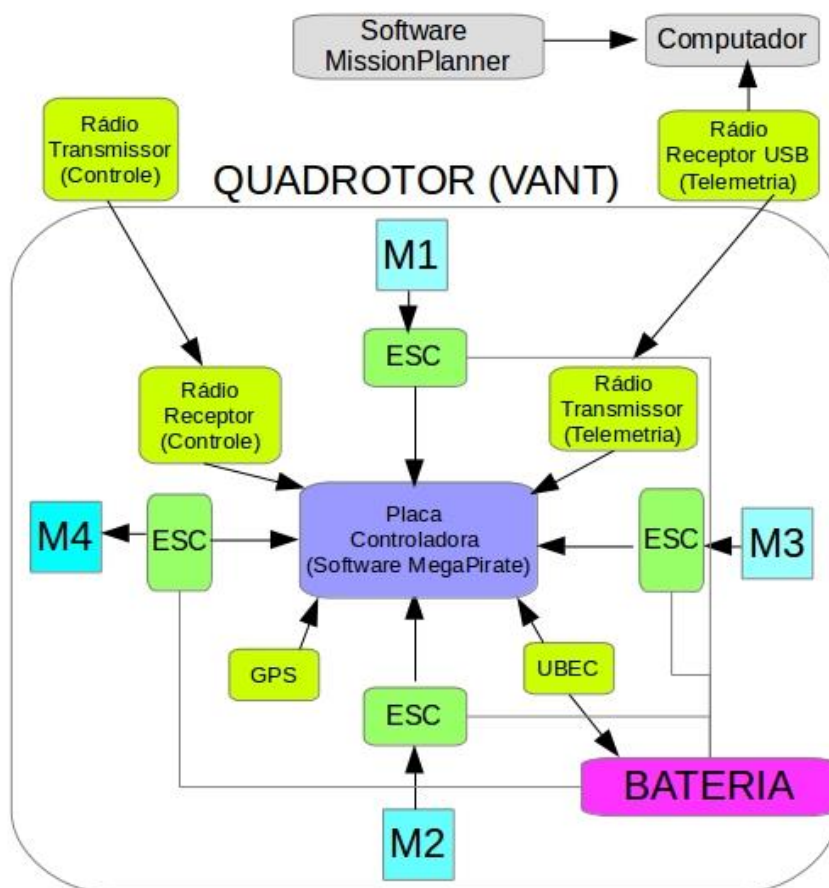 Software
MissionPlanner
Computador
Rádio
Transmissor
(Controle)
Rádio
Receptor USB
(Telemetria)
QUADROTOR (VANT)
M1
ESC
Rádio
Receptor
(Controle)
Rádio
Transmissor
(Telemetria)
M4
ESC
Placa
Controladora
(Software MegaPirate)
ESC
M3
GPS
UBEC
ESC
BATERIA
M2